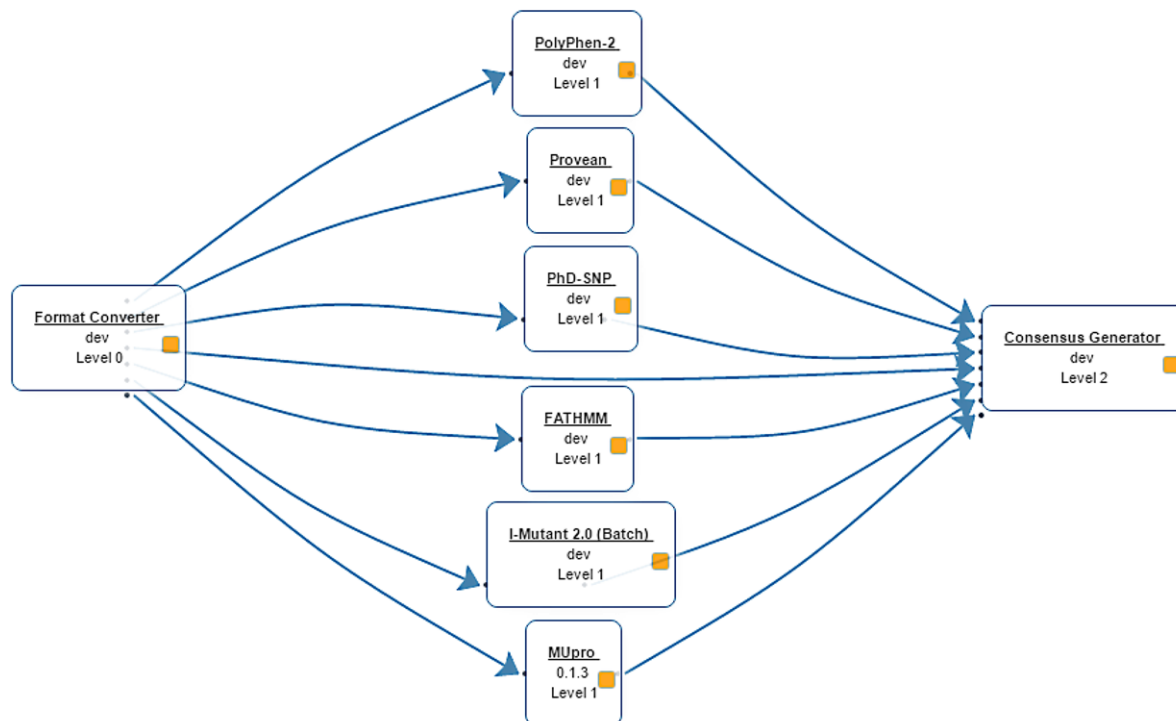 PolyPhen-2
dev
Level 1
Provean
dev
Level 1
PhD-SNP
dev
Level 1
Format Converter
dev
Level 0
Consensus Generator
dev
Level 2
FATHMM
dev
Level 1
I-Mutant 2.0 (Batch)
dev
Level 1
MUpro
0.1.3
Level 1